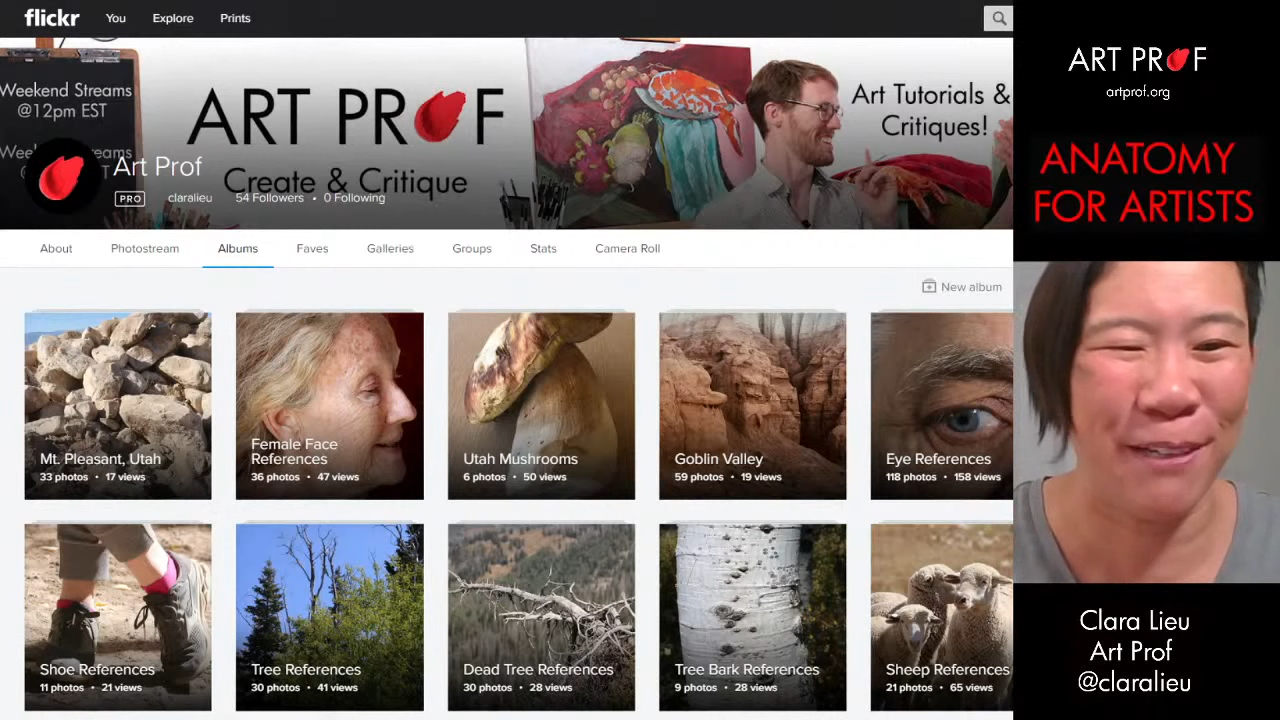 flickr You Explore Prints
Weekend Streams
@12pm EST
ART PROF
Create & Critique
Art Tutorials &
Critiques!
Art Prof
PRO claralieu 54 Followers • 0 Following
About Photostream Albums Faves Galleries Groups Stats Camera Roll
New album
Mt. Pleasant, Utah
33 photos • 17 views
Female Face
References
36 photos • 47 views
Utah Mushrooms
6 photos • 50 views
Goblin Valley
59 photos • 19 views
Eye References
118 photos • 158 views
Shoe References
11 photos • 21 views
Tree References
30 photos • 41 views
Dead Tree References
30 photos • 28 views
Tree Bark References
9 photos • 28 views
Sheep References
21 photos • 65 views
ART PROF
artprof.org
ANATOMY
FOR ARTISTS
Clara Lieu
Art Prof
@claralieu